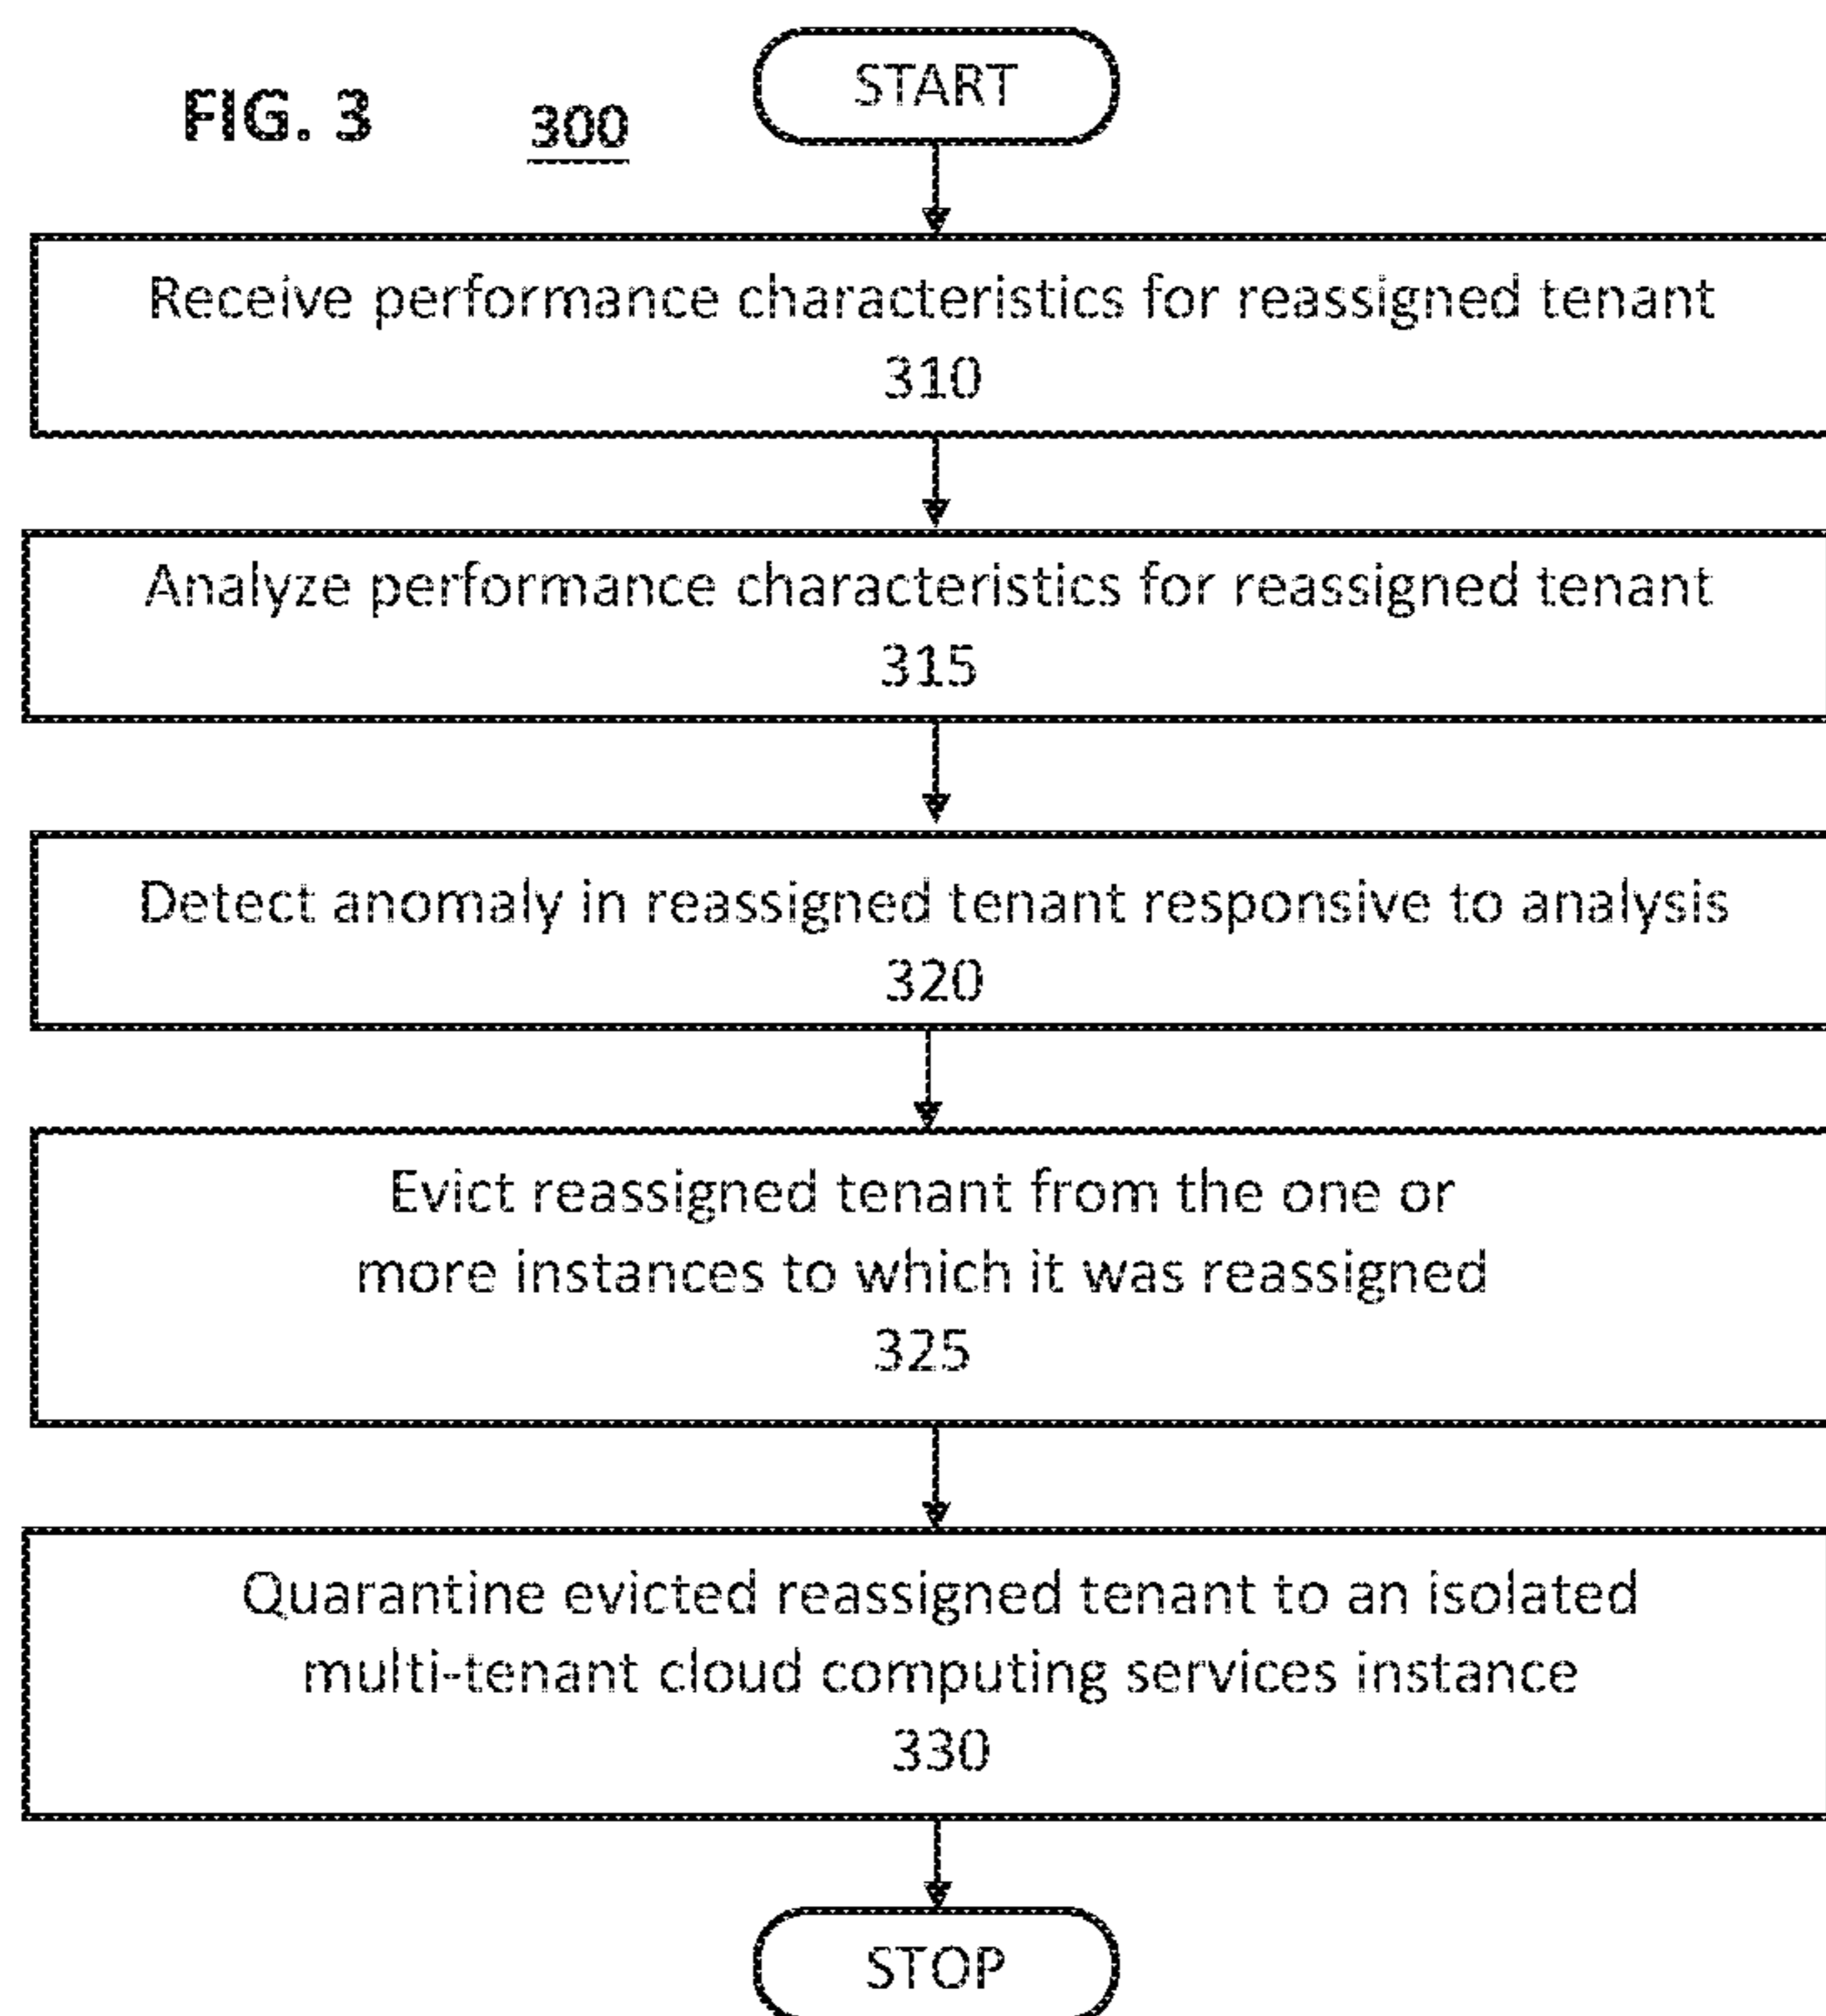 FIG. 3
300
START
Receive performance characteristics for reassigned tenant
310
Analyze performance characteristics for reassigned tenant
315
Detect anomaly in reassigned tenant responsive to analysis
320
Evict reassigned tenant from the one or
more instances to which it was reassigned
325
Quarantine evicted reassigned tenant to an isolated
multi-tenant cloud computing services instance
330
STOP